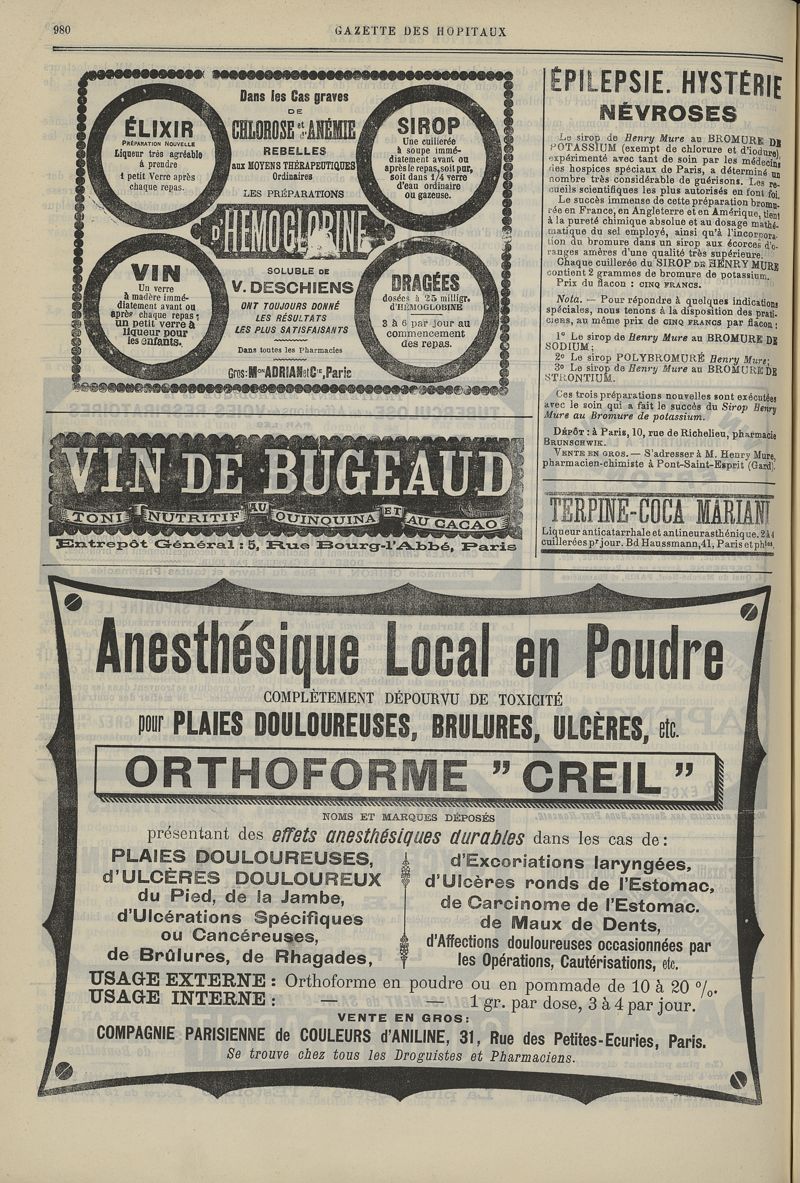 980
GAZETTE DES HOPITAUX
ÉLIXIR
PRÉPARATION NOUVELLE
Liqueur très agréable
à prendre
1 petit Verre après
chaque repas.
Dans les Cas graves
DE
CHLOROSE et d'ANÉMIE
REBELLES
aux MOYENS THÉRAPEUTIQUES
Ordinaires
LES PRÉPARATIONS
SIROP
Une cuillerée
à soupe immé-
diatement avant ou
après le repas, soit pur,
soit dans 1/4 verre
d'eau ordinaire
ou gazeuse.
D'HEMOGLOBINE
VIN
Un verre
à madère immé-
diatement avant ou
après chaque repas;
un petit verre à
liqueur pour
les enfants.
SOLUBLE DE
V. DESCHIENS
ONT TOUJOURS DONNÉ
LES RÉSULTATS
LES PLUS SATISFAISANTS
Dans toutes les Pharmacies
Gros: Mon ADRIAN et Cie, Paris
DRAGÉES
dosées à 25 milligr.
d'HÉMOGLOBINE
3 à 6 par jour au
commencement
des repas.
VIN DE BUGEAUD
TONI-NUTRITIF AU QUINQUINA ET AU CACAO
Entrepôt Général: 5, Rue Bourg-l'Abbé, Paris
ÉPILEPSIE. HYSTÉRIE
NÉVROSES
Le sirop de Henry Mure au BROMURE DE
POTASSIUM (exempt de chlorure et d'iodure),
expérimenté avec tant de soin par les médecins
des hospices spéciaux de Paris, a déterminé un
nombre très considérable de guérisons. Les re-
cueils scientifiques les plus autorisés en font foi.
Le succès immense de cette préparation bromu-
rée en France, en Angleterre et en Amérique, tient
à la pureté chimique absolue et au dosage mathé-
matique du sel employé, ainsi qu'à l'incorpora-
tion du bromure dans un sirop aux écorces d'o-
ranges amères d'une qualité très supérieure.
Chaque cuillerée du SIROP DE HENRY MURE
contient 2 grammes de bromure de potassium.
Prix du flacon : CINQ FRANCS.
Nota. — Pour répondre à quelques indications
spéciales, nous tenons à la disposition des prati-
ciens, au même prix de CINQ FRANCS par flacon :
1° Le sirop de Henry Mure au BROMURE DE
SODIUM;
2° Le sirop POLYBROMURÉ Henry Mure;
3° Le sirop de Henry Mure au BROMURE DE
STRONTIUM.
Ces trois préparations nouvelles sont exécutées
avec le soin qui a fait le succès du Sirop Henry
Mure au Bromure de potassium.
DÉPÔT : à Paris, 10, rue de Richelieu, pharmacie
BRUNSCHWIK.
VENTE EN GROS. — S'adresser à M. Henry Mure,
pharmacien-chimiste à Pont-Saint-Esprit (Gard).
TERPINE-COCA MARIANI
Liqueur anticatarrhale et antineurasthénique. 2 à 4
cuillerées pr jour. Bd Haussmann, 41, Paris et phies.
Anesthésique Local en Poudre
COMPLÈTEMENT DÉPOURVU DE TOXICITÉ
pour PLAIES DOULOUREUSES, BRULURES, ULCÈRES, etc.
ORTHOFORME " CREIL "
NOMS ET MARQUES DÉPOSÉS
présentant des effets anesthésiques durables dans les cas de :
PLAIES DOULOUREUSES,
d'ULCÈRES DOULOUREUX
du Pied, de la Jambe,
d'Ulcérations Spécifiques
ou Cancéreuses,
de Brûlures, de Rhagades,
d'Excoriations laryngées,
d'Ulcères ronds de l'Estomac,
de Carcinome de l'Estomac.
de Maux de Dents,
d'Affections douloureuses occasionnées par
les Opérations, Cautérisations, etc.
USAGE EXTERNE : Orthoforme en poudre ou en pommade de 10 à 20 %.
USAGE INTERNE : — — 1 gr. par dose, 3 à 4 par jour.
VENTE EN GROS:
COMPAGNIE PARISIENNE de COULEURS d'ANILINE, 31, Rue des Petites-Ecuries, Paris.
Se trouve chez tous les Droguistes et Pharmaciens.